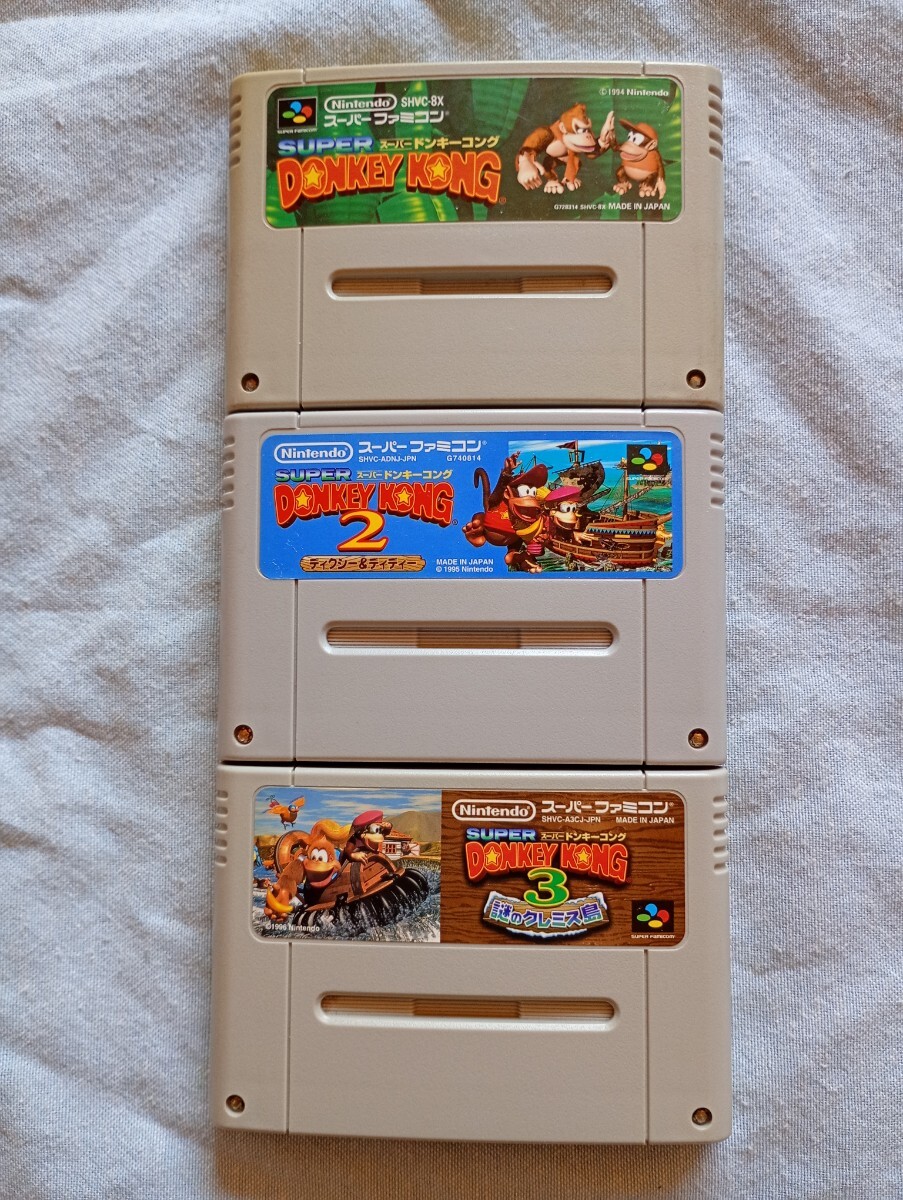 ©1994 Nintendo
Nintendo SHVC-8X
スーパーファミコン
SUPER FAMICOM
SUPER スーパードンキーコング
DONKEY KONG
G728314 SHVC-8X MADE IN JAPAN
Nintendo スーパーファミコン
SHVC-ADNJ-JPN G740814
SUPER スーパードンキーコング
DONKEY KONG
2
ディクシー&ディディー
MADE IN JAPAN
© 1995 Nintendo
SUPER FAMICOM
Nintendo スーパーファミコン
SHVC-A3CJ-JPN MADE IN JAPAN
SUPER スーパードンキーコング
DONKEY KONG
3
謎のクレミス島
©1996 Nintendo
SUPER FAMICOM